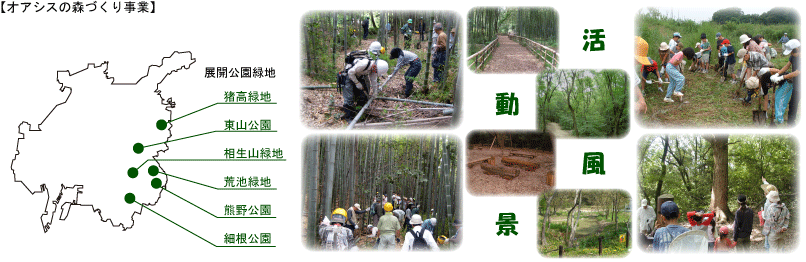 【オアシスの森づくり事業】
展開公園緑地
猪高緑地
東山公園
相生山緑地
荒池緑地
熊野公園
細根公園
活動風景